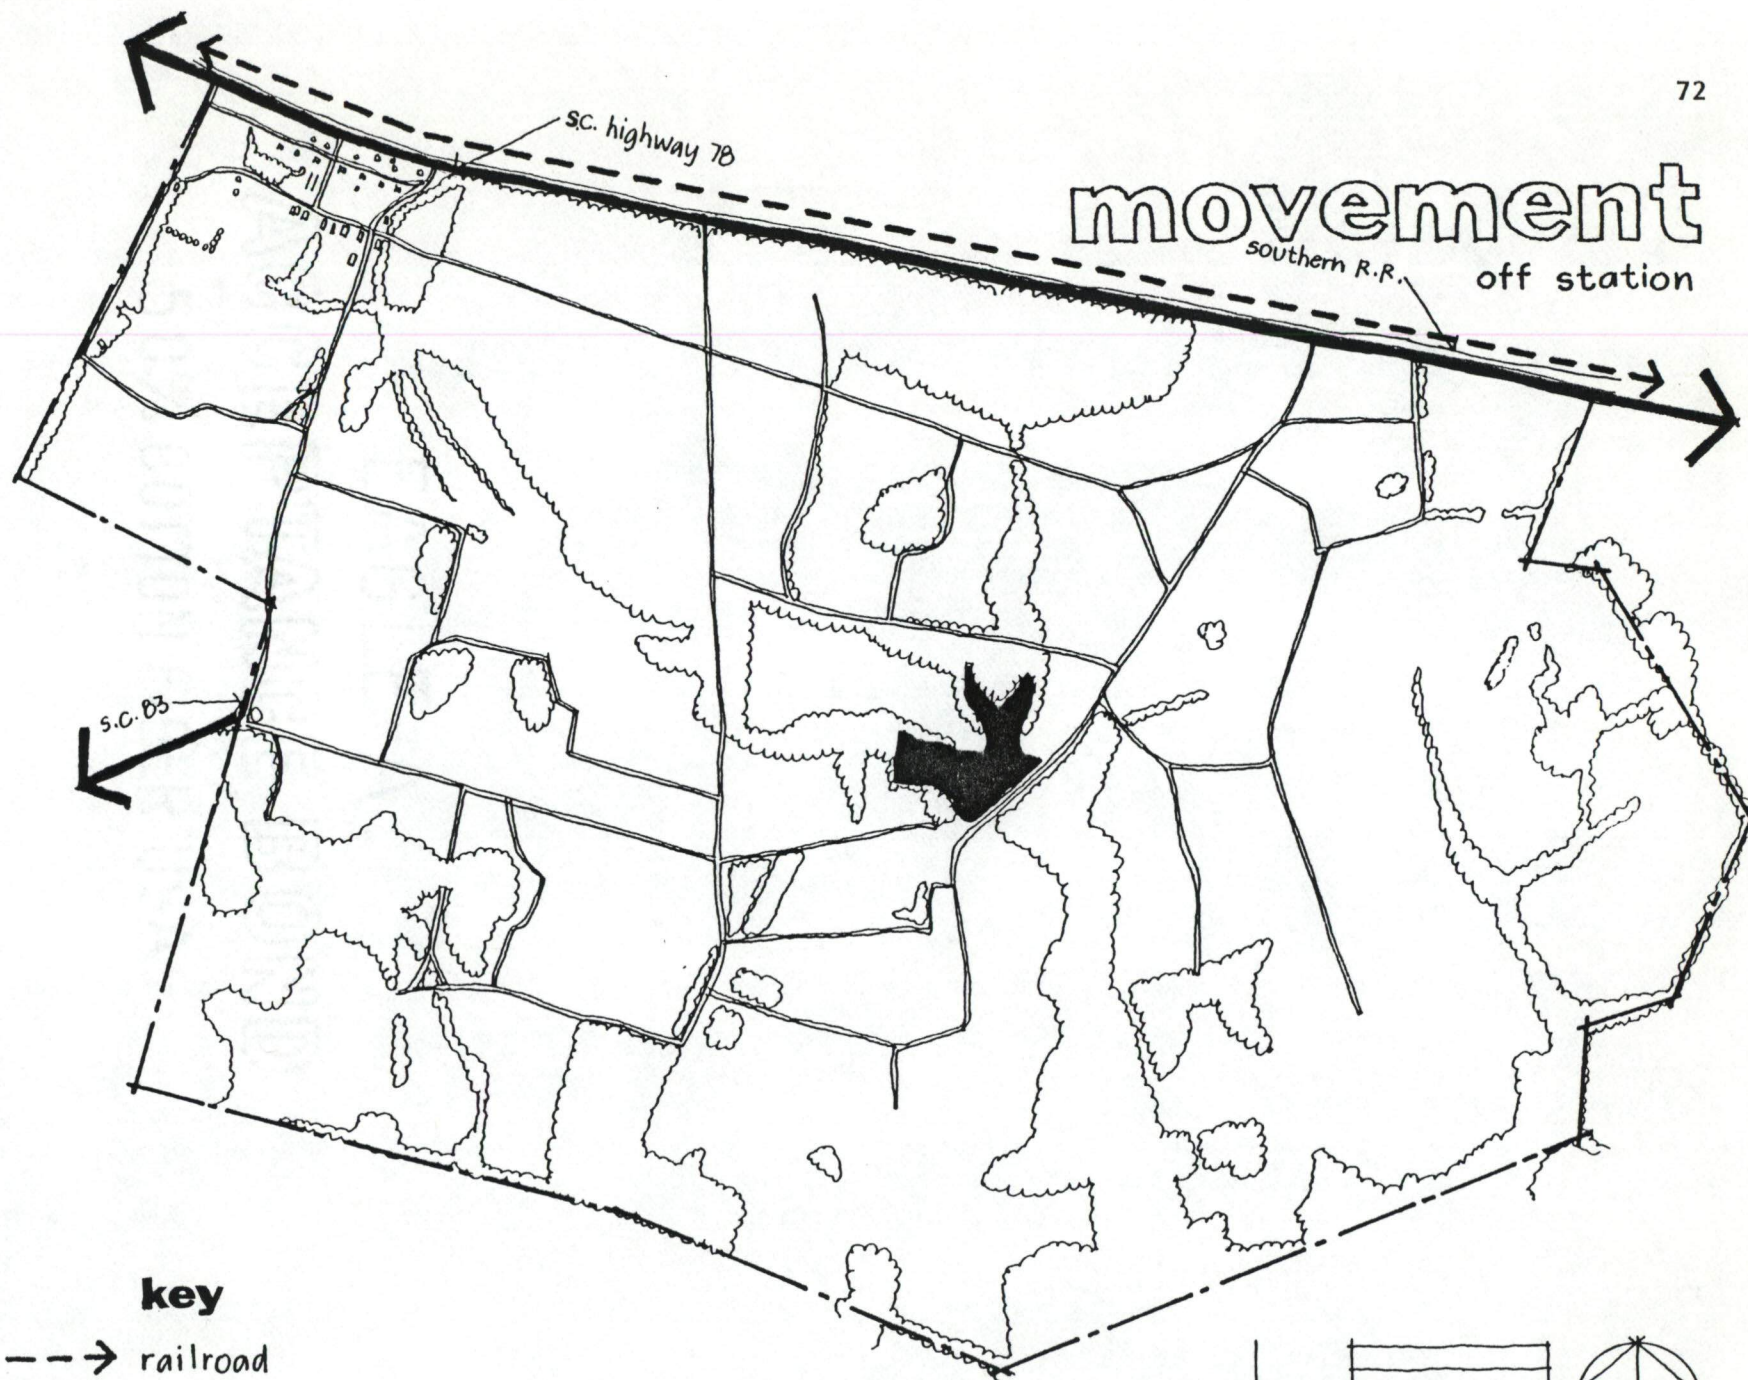 72
s.c. highway 78
movement
southern R.R.
off station
s.c. 83
key
railroad